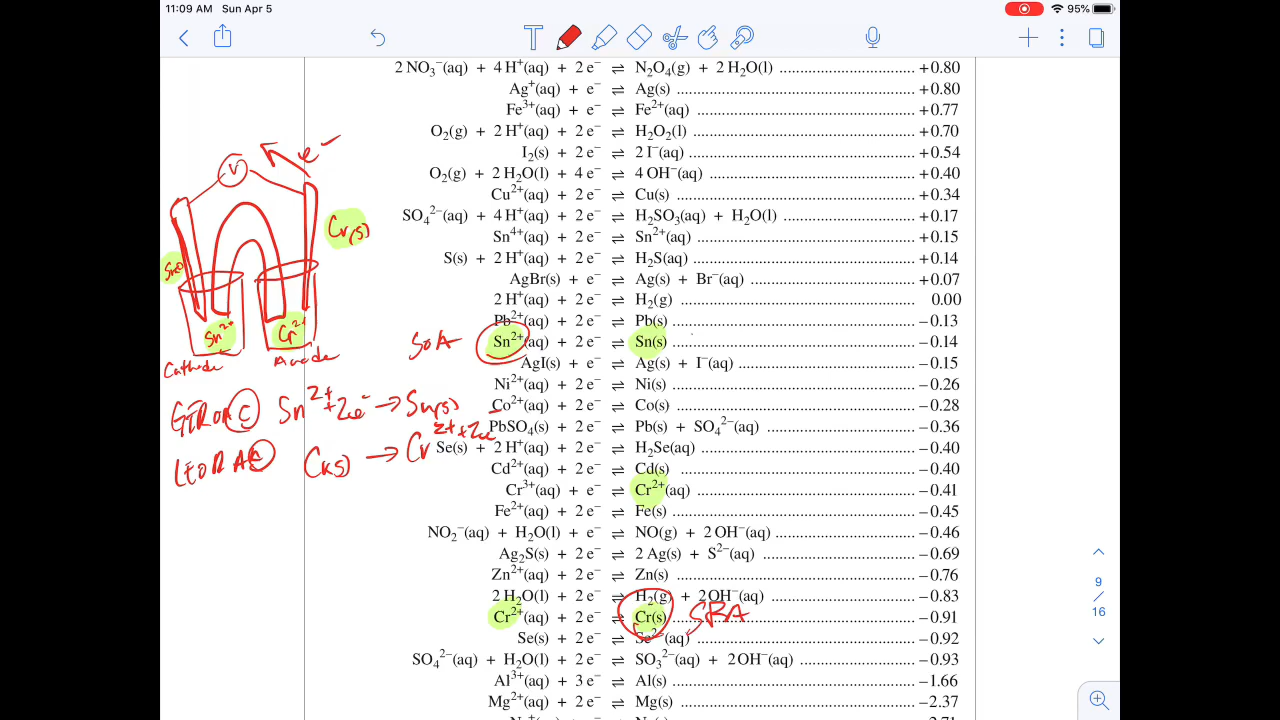 11:09 AM Sun Apr 5
95%
2 NO₃⁻(aq) + 4 H⁺(aq) + 2 e⁻ ⇌ N₂O₄(g) + 2 H₂O(l) .......... +0.80
Ag⁺(aq) + e⁻ ⇌ Ag(s) .......... +0.80
Fe³⁺(aq) + e⁻ ⇌ Fe²⁺(aq) .......... +0.77
O₂(g) + 2 H⁺(aq) + 2 e⁻ ⇌ H₂O₂(l) .......... +0.70
I₂(s) + 2 e⁻ ⇌ 2 I⁻(aq) .......... +0.54
O₂(g) + 2 H₂O(l) + 4 e⁻ ⇌ 4 OH⁻(aq) .......... +0.40
Cu²⁺(aq) + 2 e⁻ ⇌ Cu(s) .......... +0.34
SO₄²⁻(aq) + 4 H⁺(aq) + 2 e⁻ ⇌ H₂SO₃(aq) + H₂O(l) .......... +0.17
Sn⁴⁺(aq) + 2 e⁻ ⇌ Sn²⁺(aq) .......... +0.15
S(s) + 2 H⁺(aq) + 2 e⁻ ⇌ H₂S(aq) .......... +0.14
AgBr(s) + e⁻ ⇌ Ag(s) + Br⁻(aq) .......... +0.07
2 H⁺(aq) + 2 e⁻ ⇌ H₂(g) .......... 0.00
Pb²⁺(aq) + 2 e⁻ ⇌ Pb(s) .......... −0.13
Sn²⁺(aq) + 2 e⁻ ⇌ Sn(s) .......... −0.14
AgI(s) + e⁻ ⇌ Ag(s) + I⁻(aq) .......... −0.15
Ni²⁺(aq) + 2 e⁻ ⇌ Ni(s) .......... −0.26
Co²⁺(aq) + 2 e⁻ ⇌ Co(s) .......... −0.28
PbSO₄(s) + 2 e⁻ ⇌ Pb(s) + SO₄²⁻(aq) .......... −0.36
Se(s) + 2 H⁺(aq) + 2 e⁻ ⇌ H₂Se(aq) .......... −0.40
Cd²⁺(aq) + 2 e⁻ ⇌ Cd(s) .......... −0.40
Cr³⁺(aq) + e⁻ ⇌ Cr²⁺(aq) .......... −0.41
Fe²⁺(aq) + 2 e⁻ ⇌ Fe(s) .......... −0.45
NO₂⁻(aq) + H₂O(l) + e⁻ ⇌ NO(g) + 2 OH⁻(aq) .......... −0.46
Ag₂S(s) + 2 e⁻ ⇌ 2 Ag(s) + S²⁻(aq) .......... −0.69
Zn²⁺(aq) + 2 e⁻ ⇌ Zn(s) .......... −0.76
2 H₂O(l) + 2 e⁻ ⇌ H₂(g) + 2 OH⁻(aq) .......... −0.83
Cr²⁺(aq) + 2 e⁻ ⇌ Cr(s) .......... −0.91
Se(s) + 2 e⁻ ⇌ Se²⁻(aq) .......... −0.92
SO₄²⁻(aq) + H₂O(l) + 2 e⁻ ⇌ SO₃²⁻(aq) + 2 OH⁻(aq) .......... −0.93
Al³⁺(aq) + 3 e⁻ ⇌ Al(s) .......... −1.66
Mg²⁺(aq) + 2 e⁻ ⇌ Mg(s) .......... −2.37
e⁻
V
Cr(s)
Sn²⁺
Cr²⁺
Cathode
Anode
SOA
SRA
GEROA C Sn²⁺ + 2e⁻ → Sn(s)
LEORA Cr(s) → Cr²⁺ + 2e⁻
9
/
16